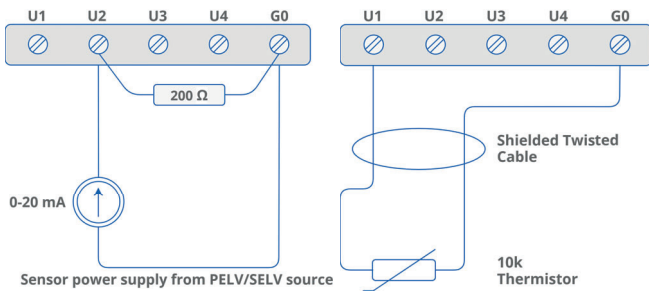 U1 U2 U3 U4 G0
200 Ω
0-20 mA
Sensor power supply from PELV/SELV source
U1 U2 U3 U4 G0
Shielded Twisted
Cable
10k
Thermistor